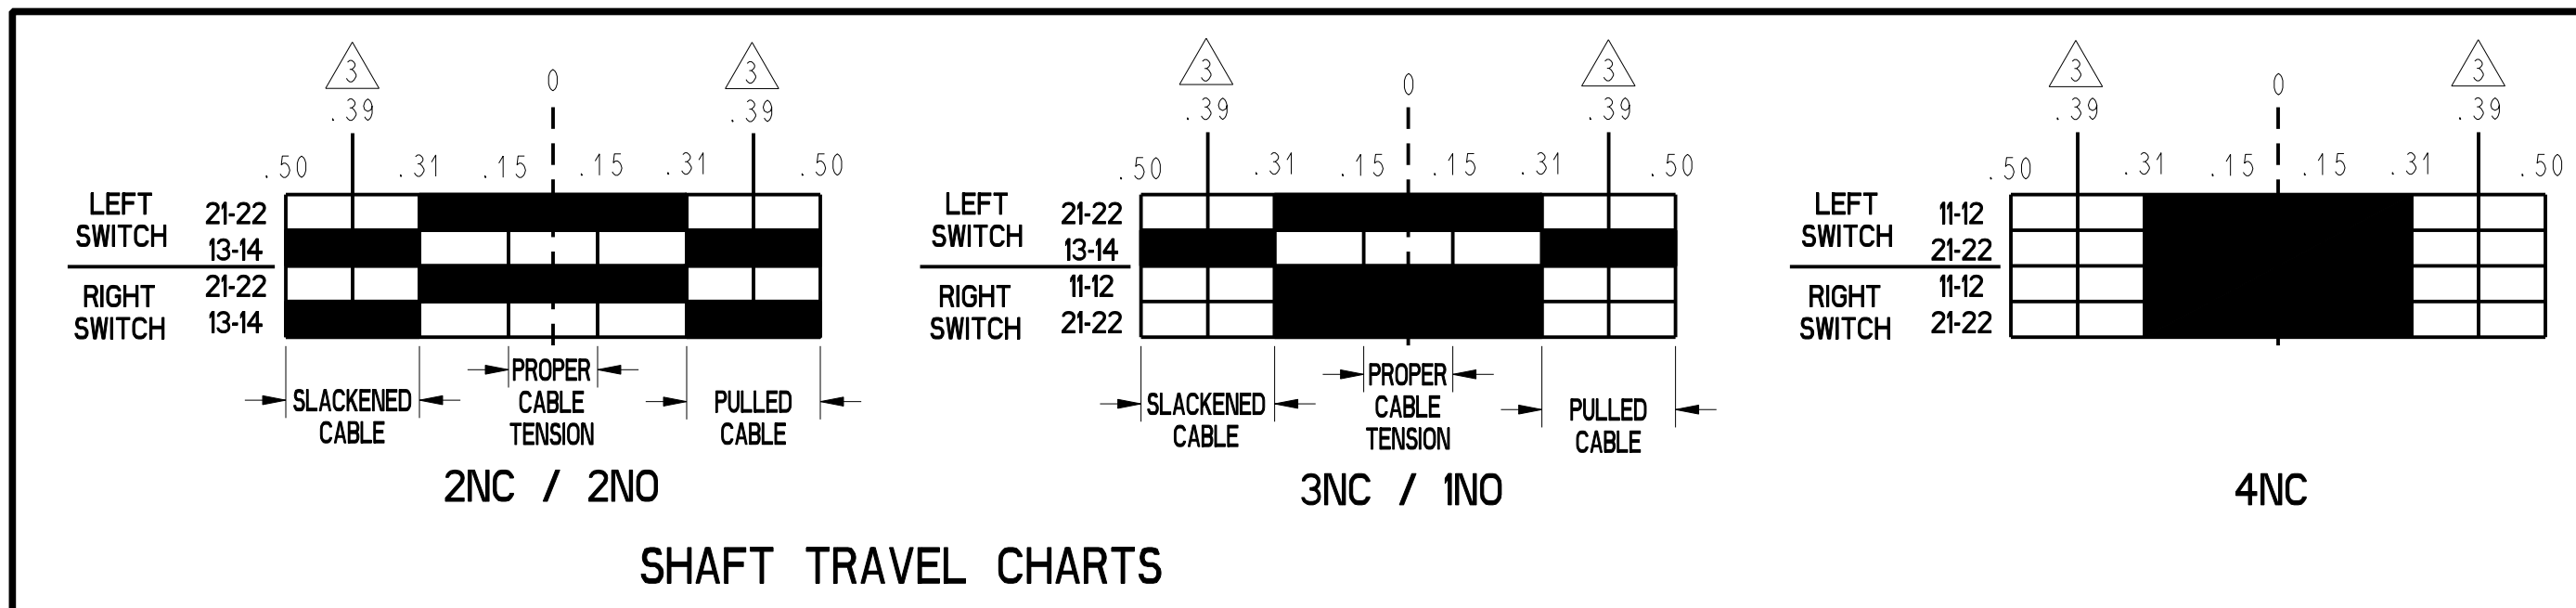 3 0 3
.39 .39
.50 .31 .15 .15 .31 .50
LEFT 21-22
SWITCH 13-14
RIGHT 21-22
SWITCH 13-14
SLACKENED
CABLE
PROPER
CABLE
TENSION
PULLED
CABLE
2NC / 2NO
3 0 3
.39 .39
.50 .31 .15 .15 .31 .50
LEFT 21-22
SWITCH 13-14
RIGHT 11-12
SWITCH 21-22
SLACKENED
CABLE
PROPER
CABLE
TENSION
PULLED
CABLE
3NC / 1NO
3 0 3
.39 .39
.50 .31 .15 .15 .31 .50
LEFT 11-12
SWITCH 21-22
RIGHT 11-12
SWITCH 21-22
4NC
SHAFT TRAVEL CHARTS